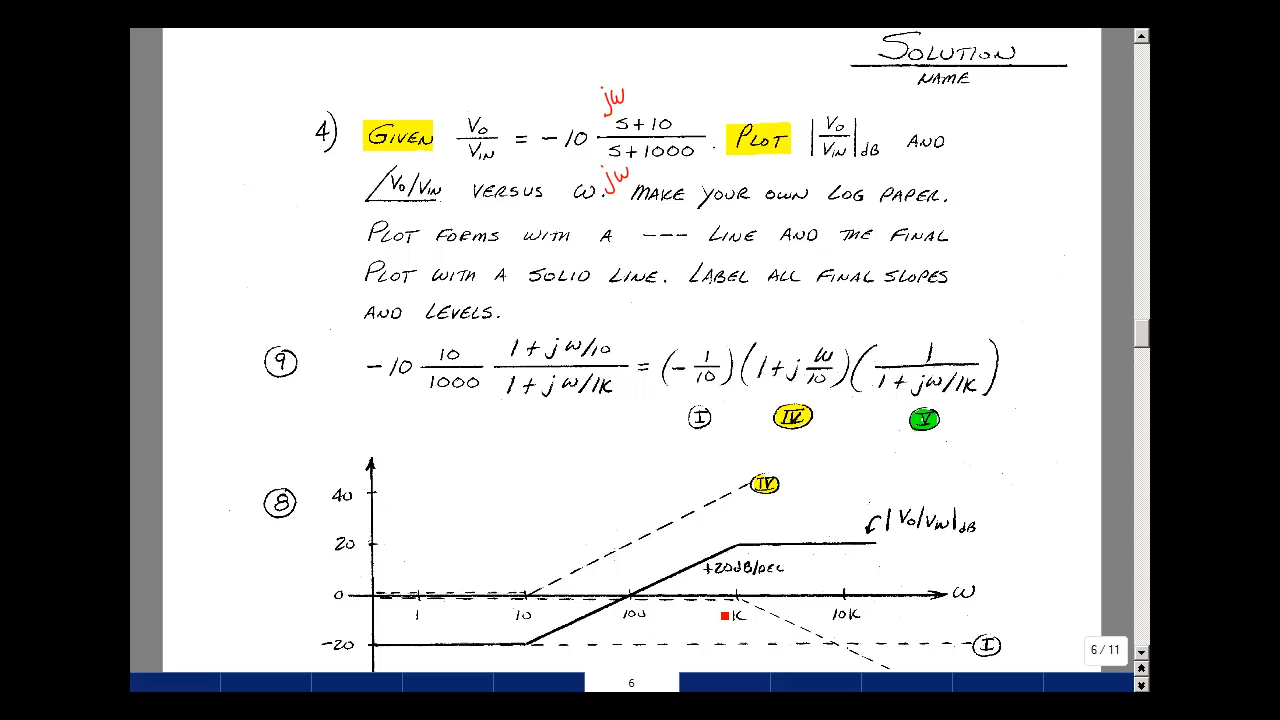 SOLUTION
NAME
jω
4) GIVEN Vo/VIN = -10 (S+10)/(S+1000) . PLOT |Vo/VIN|dB AND
jω
∠Vo/VIN VERSUS ω. MAKE YOUR OWN LOG PAPER.
PLOT FORMS WITH A --- LINE AND THE FINAL
PLOT WITH A SOLID LINE. LABEL ALL FINAL SLOPES
AND LEVELS.
9 -10 10/1000 (1+jω/10)/(1+jω/1K) = (-1/10)(1+j ω/10)(1/(1+jω/1K))
I IV V
8
40 IV
|Vo/VIN|dB
20
+20dB/DEC
0 ω
1 10 100 1K 10K
-20 I
6 / 11
6